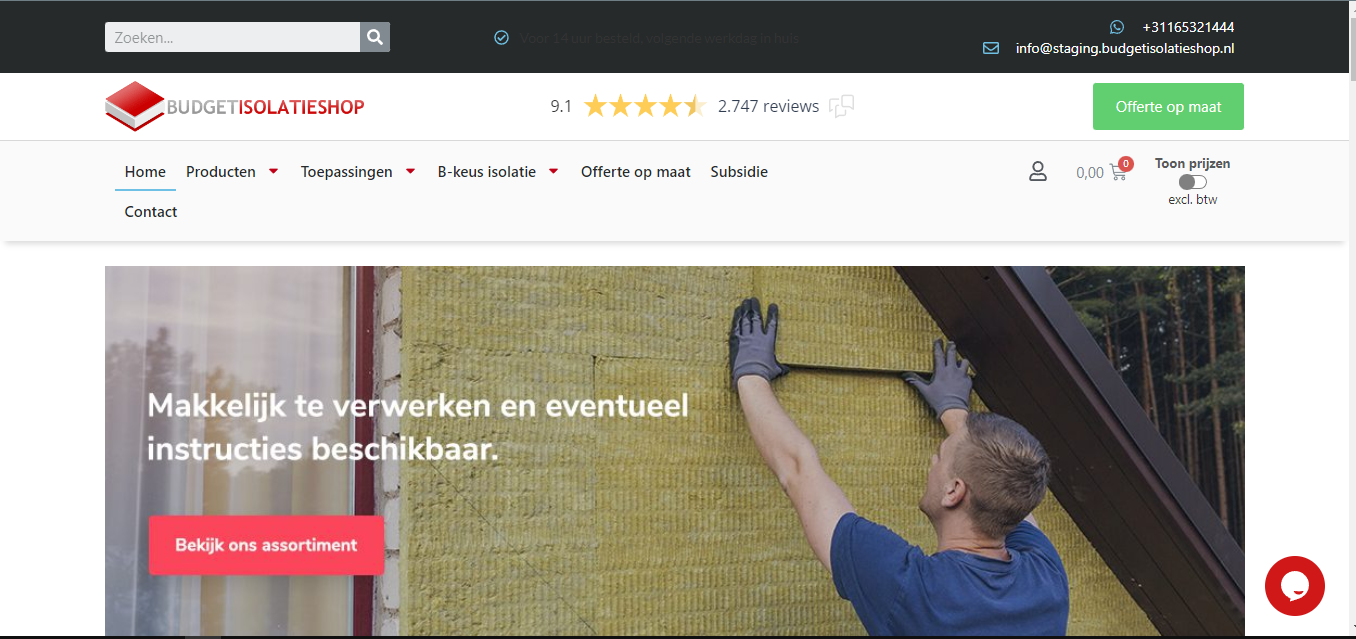 Zoeken...
Voor 14 uur besteld, volgende werkdag in huis
+31165321444
info@staging.budgetisolatieshop.nl
BUDGETISOLATIESHOP
9.1
2.747 reviews
Offerte op maat
Home Producten Toepassingen B-keus isolatie Offerte op maat Subsidie
Contact
0,00
0
Toon prijzen
excl. btw
Makkelijk te verwerken en eventueel
instructies beschikbaar.
Bekijk ons assortiment